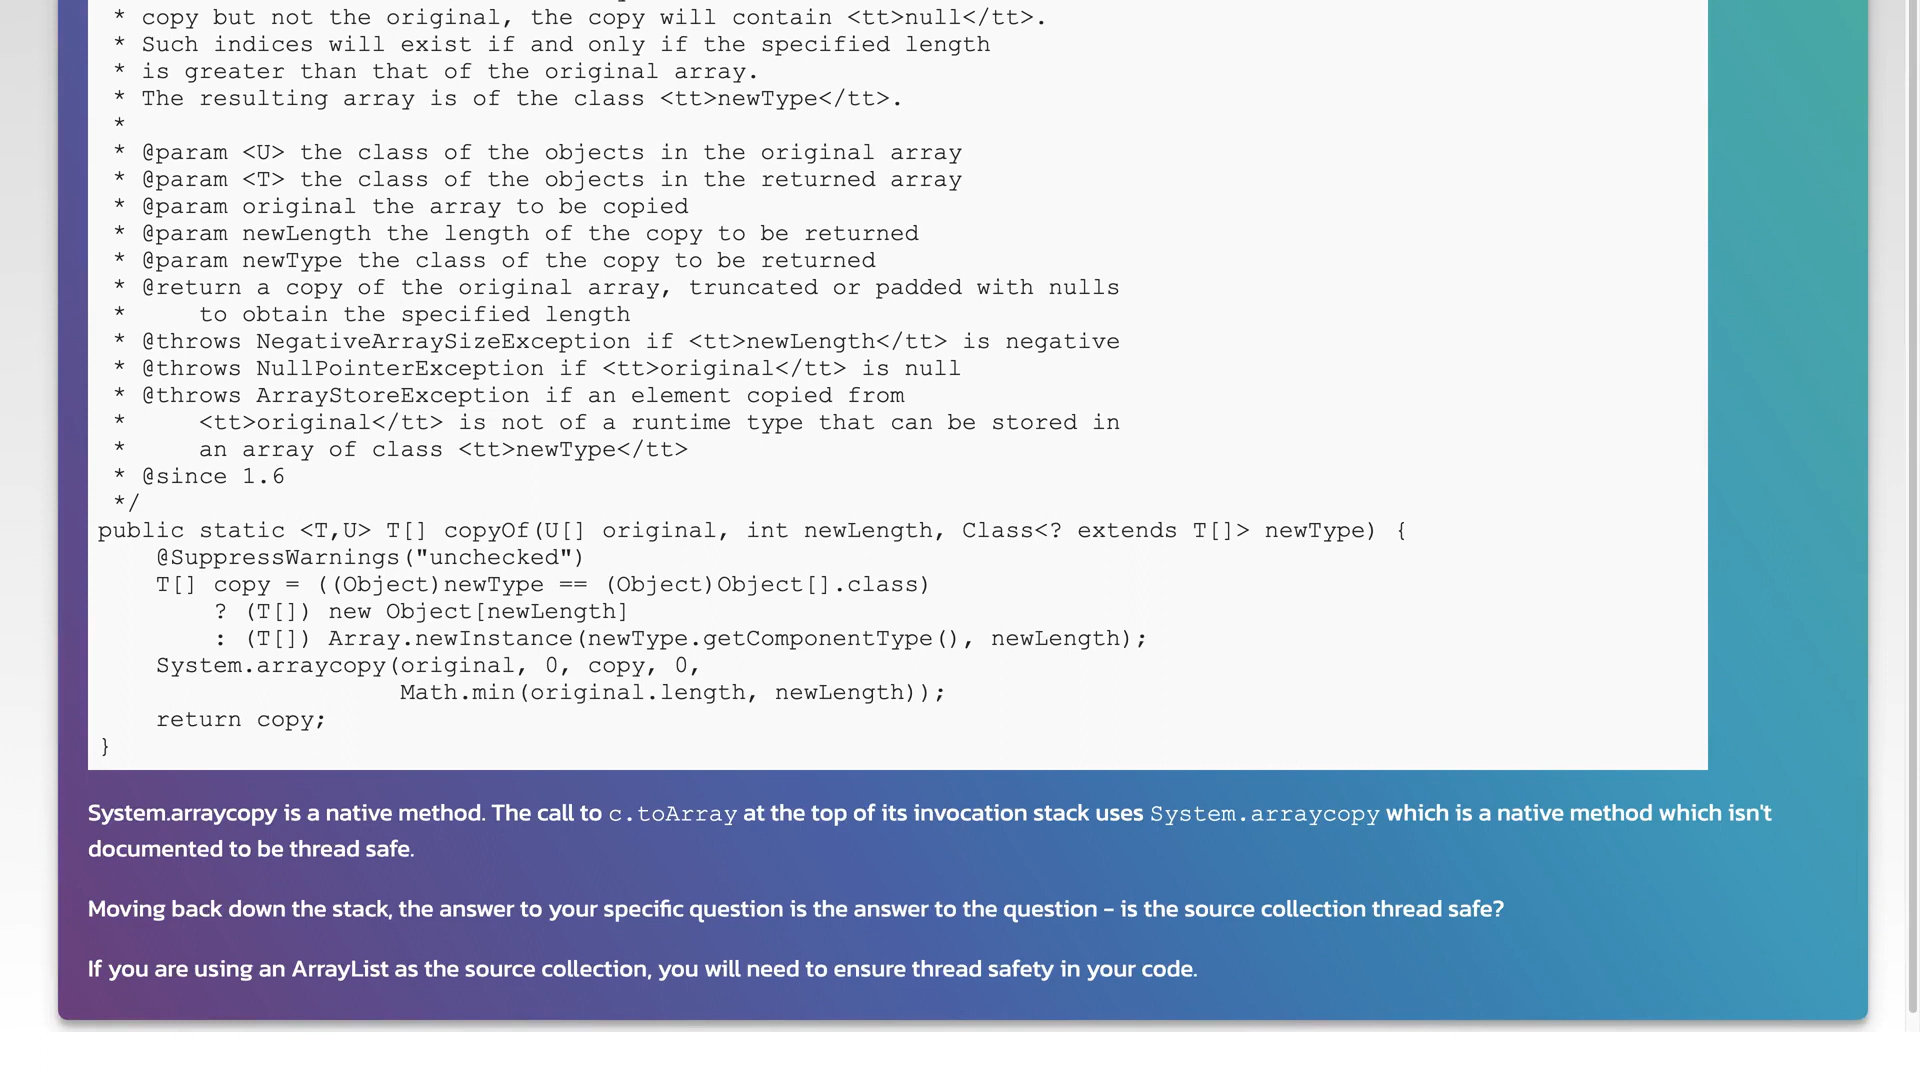 * copy but not the original, the copy will contain <tt>null</tt>.
* Such indices will exist if and only if the specified length
* is greater than that of the original array.
* The resulting array is of the class <tt>newType</tt>.
*
* @param <U> the class of the objects in the original array
* @param <T> the class of the objects in the returned array
* @param original the array to be copied
* @param newLength the length of the copy to be returned
* @param newType the class of the copy to be returned
* @return a copy of the original array, truncated or padded with nulls
*     to obtain the specified length
* @throws NegativeArraySizeException if <tt>newLength</tt> is negative
* @throws NullPointerException if <tt>original</tt> is null
* @throws ArrayStoreException if an element copied from
*     <tt>original</tt> is not of a runtime type that can be stored in
*     an array of class <tt>newType</tt>
* @since 1.6
*/
public static <T,U> T[] copyOf(U[] original, int newLength, Class<? extends T[]> newType) {
    @SuppressWarnings("unchecked")
    T[] copy = ((Object)newType == (Object)Object[].class)
        ? (T[]) new Object[newLength]
        : (T[]) Array.newInstance(newType.getComponentType(), newLength);
    System.arraycopy(original, 0, copy, 0,
                     Math.min(original.length, newLength));
    return copy;
}
System.arraycopy is a native method. The call to c.toArray at the top of its invocation stack uses System.arraycopy which is a native method which isn't
documented to be thread safe.
Moving back down the stack, the answer to your specific question is the answer to the question - is the source collection thread safe?
If you are using an ArrayList as the source collection, you will need to ensure thread safety in your code.